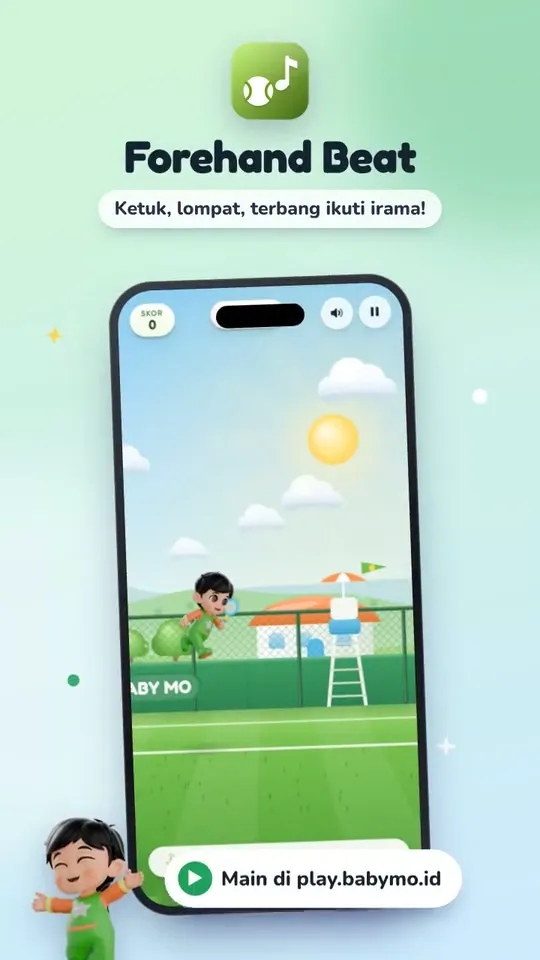 Forehand Beat
Ketuk, lompat, terbang ikuti irama!
SKOR
0
ABY MO
Main di play.babymo.id